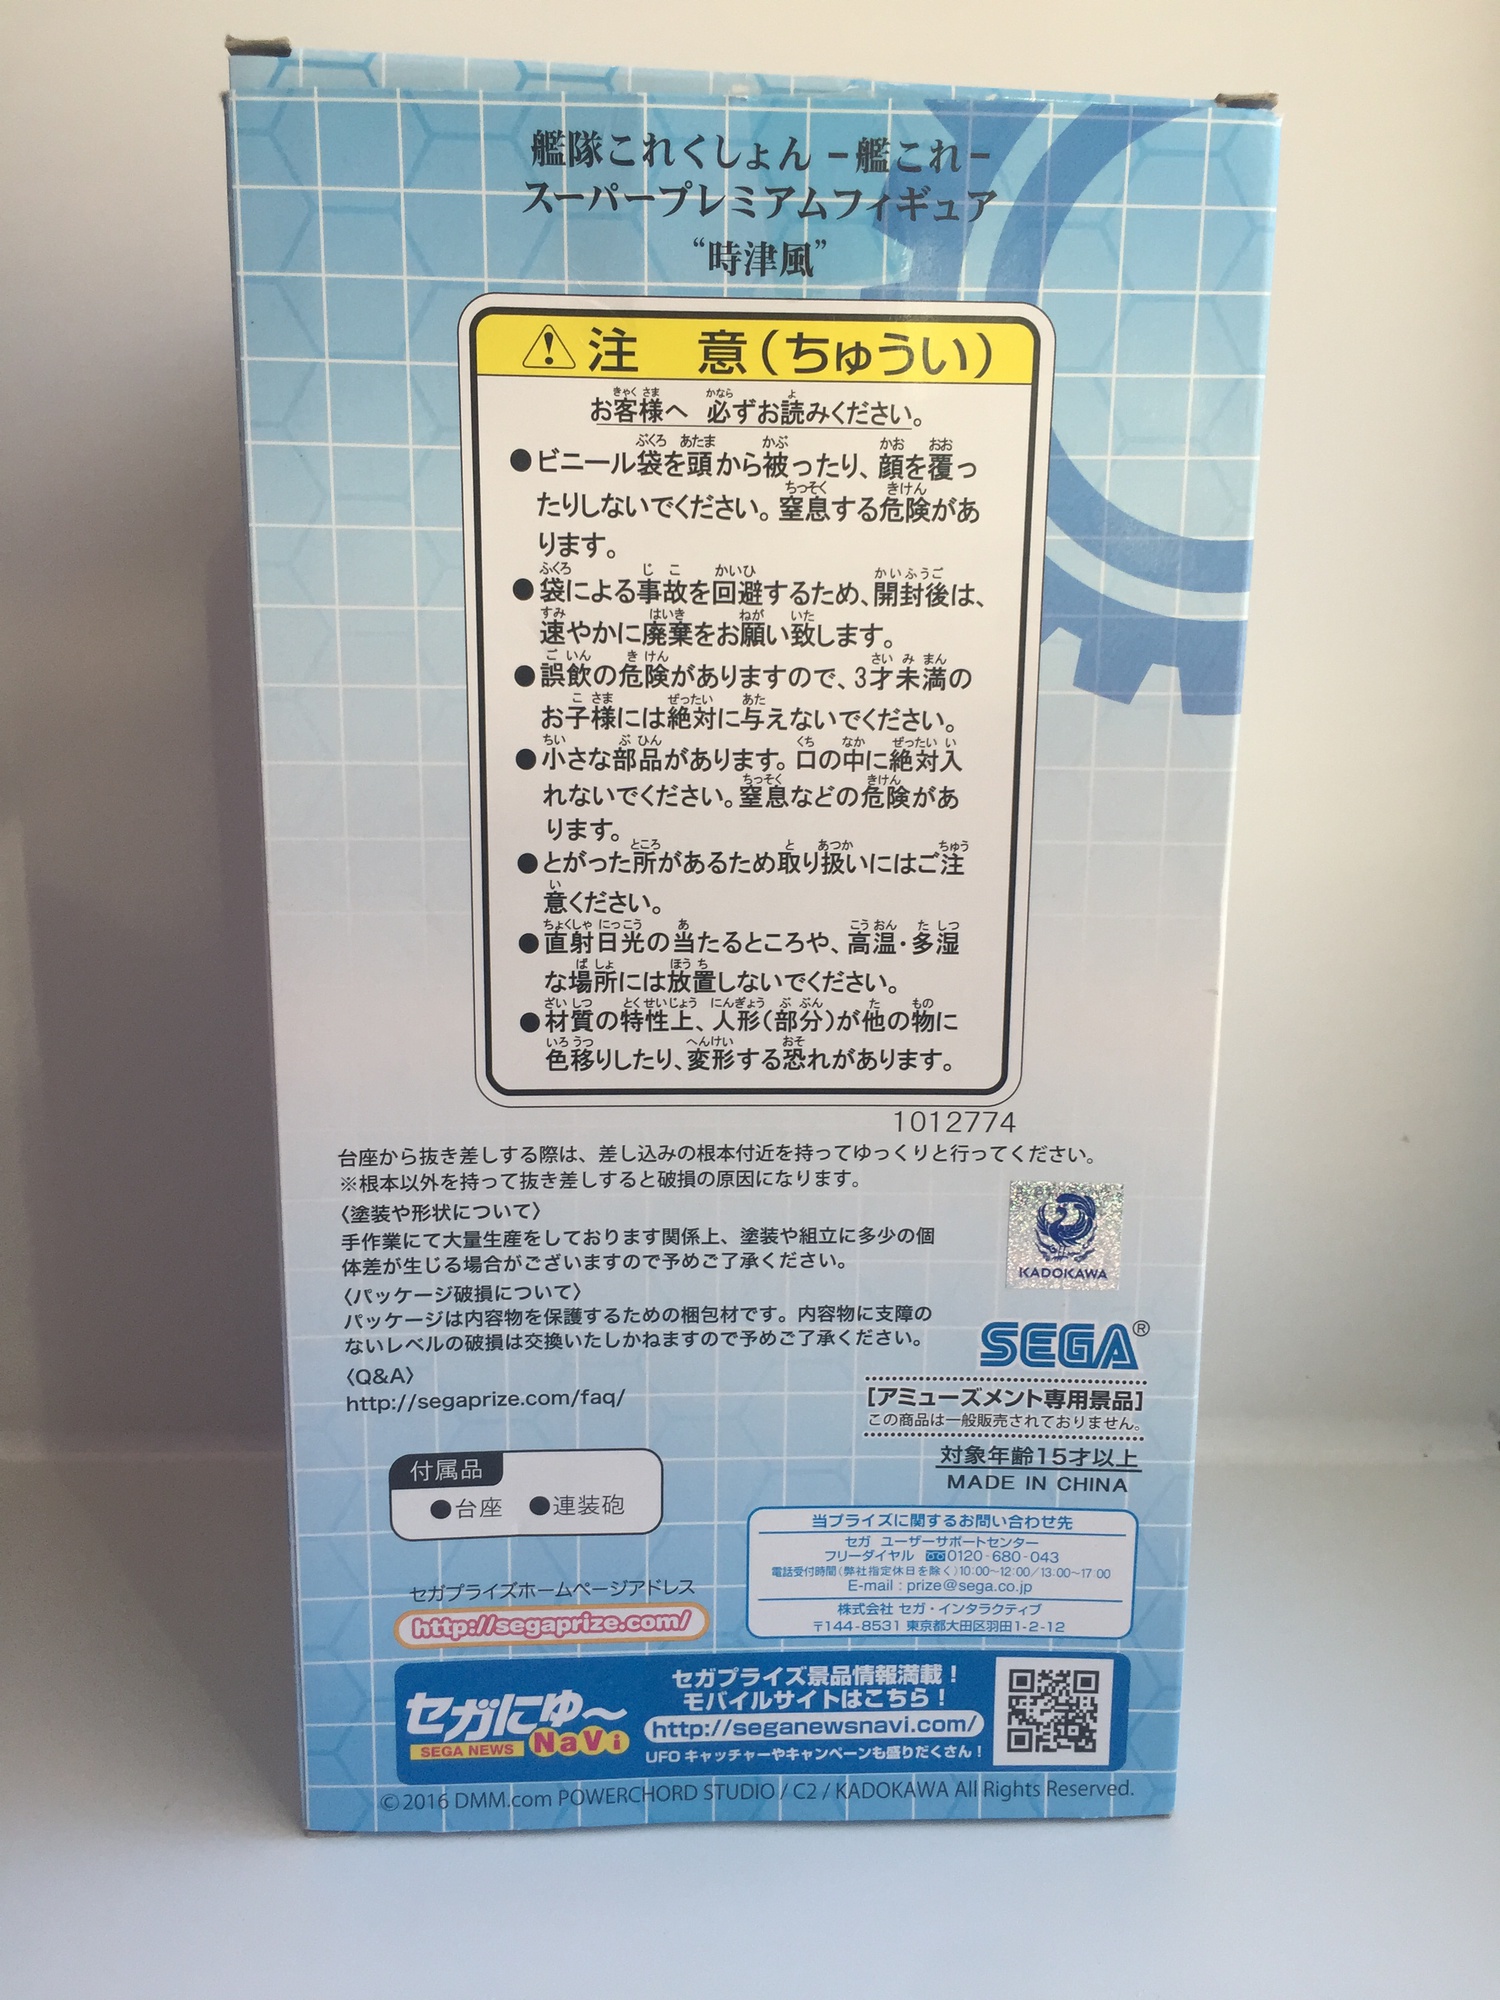 艦隊これくしょん －艦これ－
スーパープレミアムフィギュア
“時津風”
注　意（ちゅうい）
お客様へ 必ずお読みください。
●ビニール袋を頭から被ったり、顔を覆っ
たりしないでください。窒息する危険があ
ります。
●袋による事故を回避するため、開封後は、
速やかに廃棄をお願い致します。
●誤飲の危険がありますので、3才未満の
お子様には絶対に与えないでください。
●小さな部品があります。口の中に絶対入
れないでください。窒息などの危険があ
ります。
●とがった所があるため取り扱いにはご注
意ください。
●直射日光の当たるところや、高温・多湿
な場所には放置しないでください。
●材質の特性上、人形（部分）が他の物に
色移りしたり、変形する恐れがあります。
1012774
台座から抜き差しする際は、差し込みの根本付近を持ってゆっくりと行ってください。
※根本以外を持って抜き差しすると破損の原因になります。
〈塗装や形状について〉
手作業にて大量生産をしております関係上、塗装や組立に多少の個
体差が生じる場合がございますので予めご了承ください。
〈パッケージ破損について〉
パッケージは内容物を保護するための梱包材です。内容物に支障の
ないレベルの破損は交換いたしかねますので予めご了承ください。
〈Q&A〉
http://segaprize.com/faq/
KADOKAWA
SEGA®
[アミューズメント専用景品]
この商品は一般販売されておりません。
対象年齢15才以上
MADE IN CHINA
付属品
●台座　●連装砲
当プライズに関するお問い合わせ先
セガ ユーザーサポートセンター
フリーダイヤル 0120-680-043
電話受付時間（弊社指定休日を除く）10:00～12:00／13:00～17:00
E-mail : prize@sega.co.jp
株式会社 セガ・インタラクティブ
〒144-8531 東京都大田区羽田1-2-12
セガプライズホームページアドレス
http://segaprize.com/
セガにゅ～
SEGA NEWS NaVi
セガプライズ景品情報満載！
モバイルサイトはこちら！
http://seganewsnavi.com/
UFOキャッチャーやキャンペーンも盛りだくさん！
©2016 DMM.com POWERCHORD STUDIO / C2 / KADOKAWA All Rights Reserved.